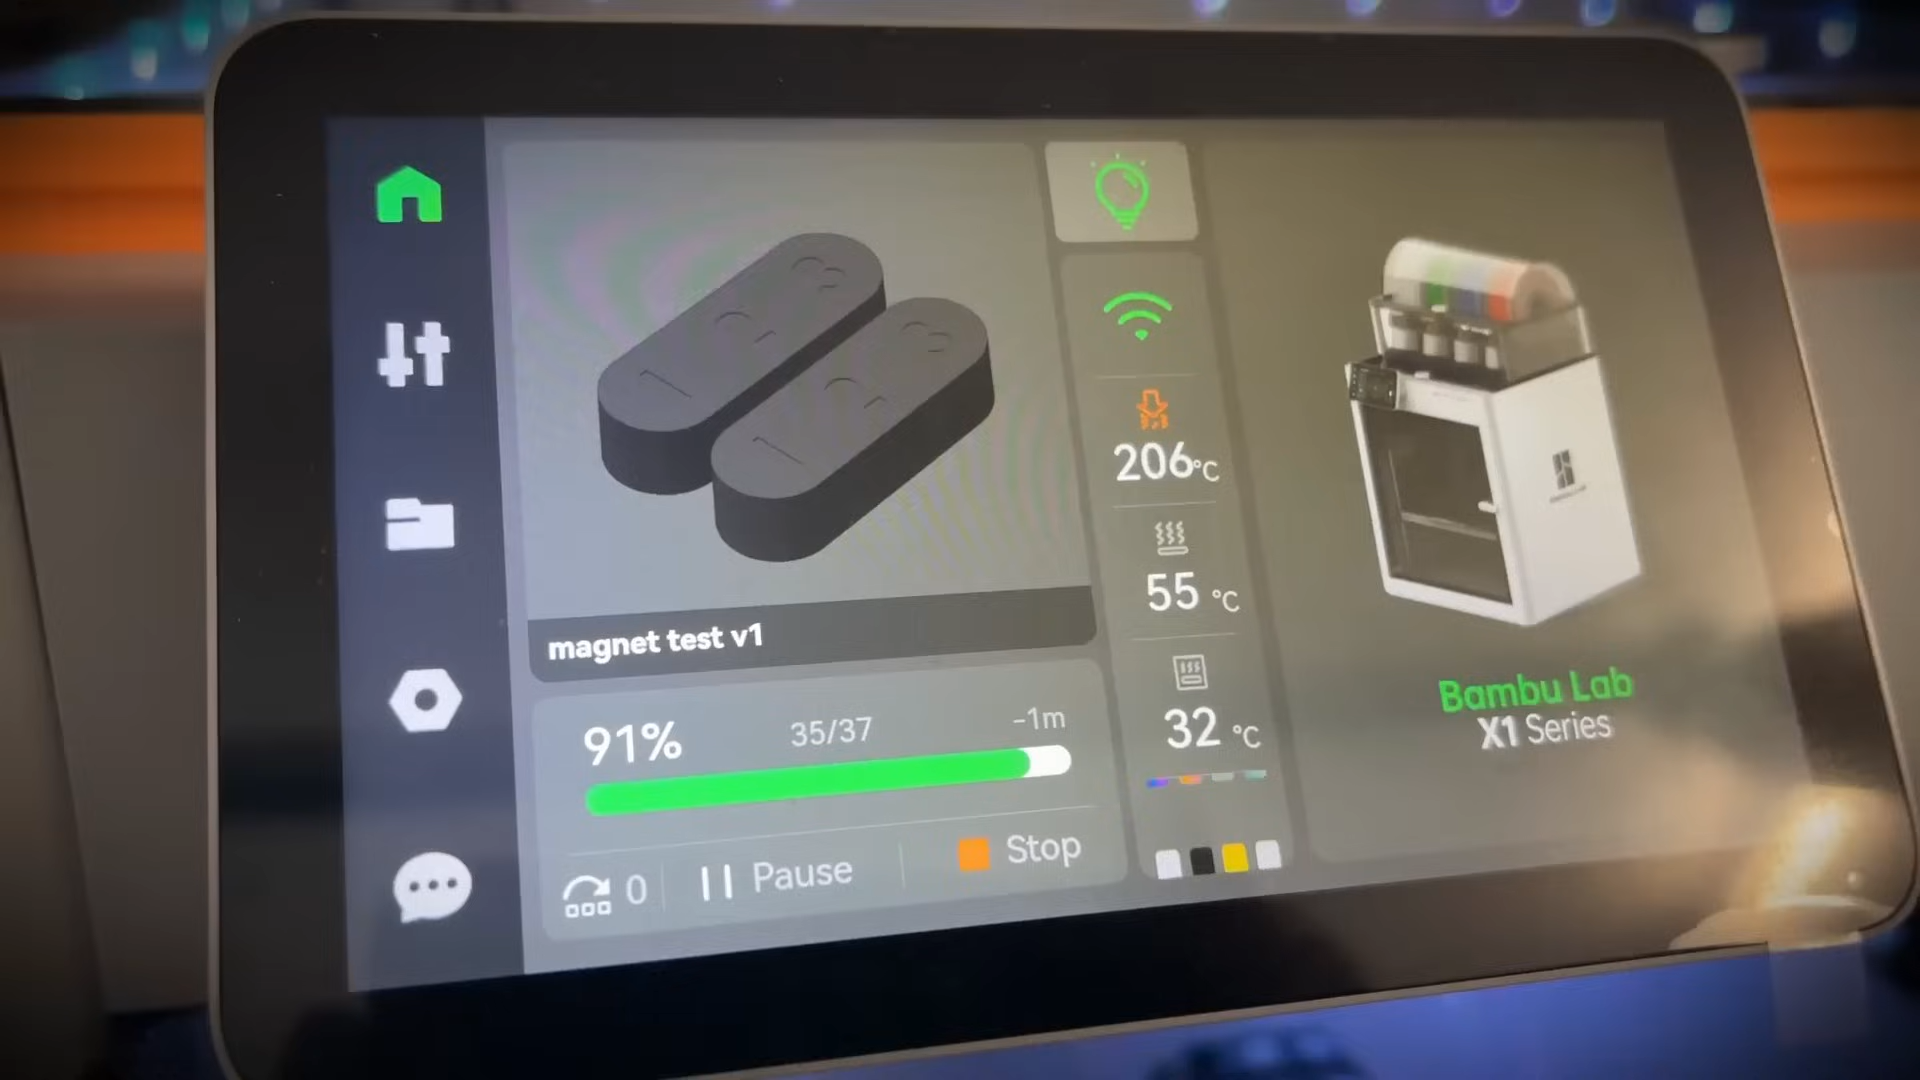 magnet test v1
91%
35/37
-1m
0
Pause
Stop
206°C
55 °C
32 °C
Bambu Lab
X1 Series